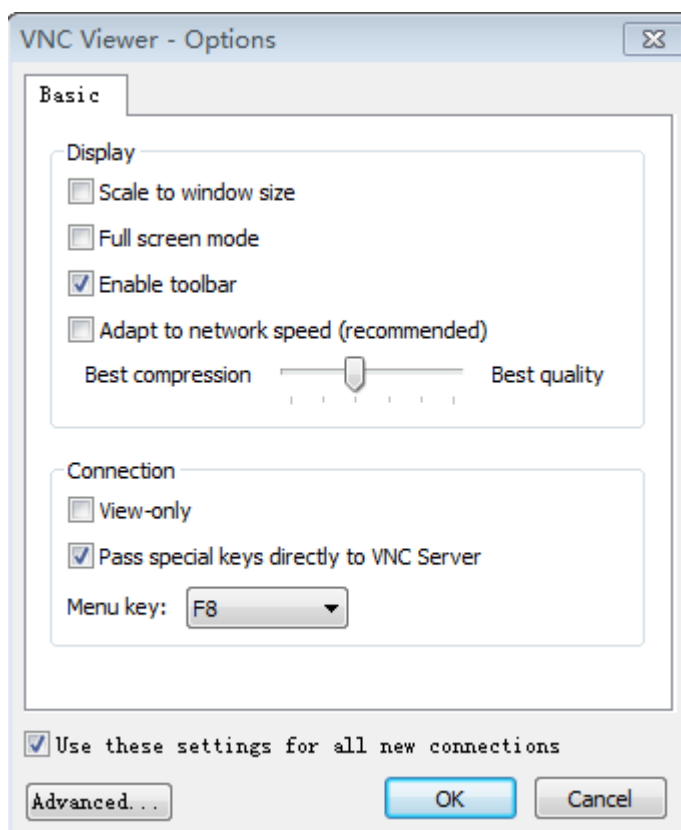 VNC Viewer - Options
Basic
Display
Scale to window size
Full screen mode
Enable toolbar
Adapt to network speed (recommended)
Best compression Best quality
Connection
View-only
Pass special keys directly to VNC Server
Menu key: F8
Use these settings for all new connections
Advanced... OK Cancel